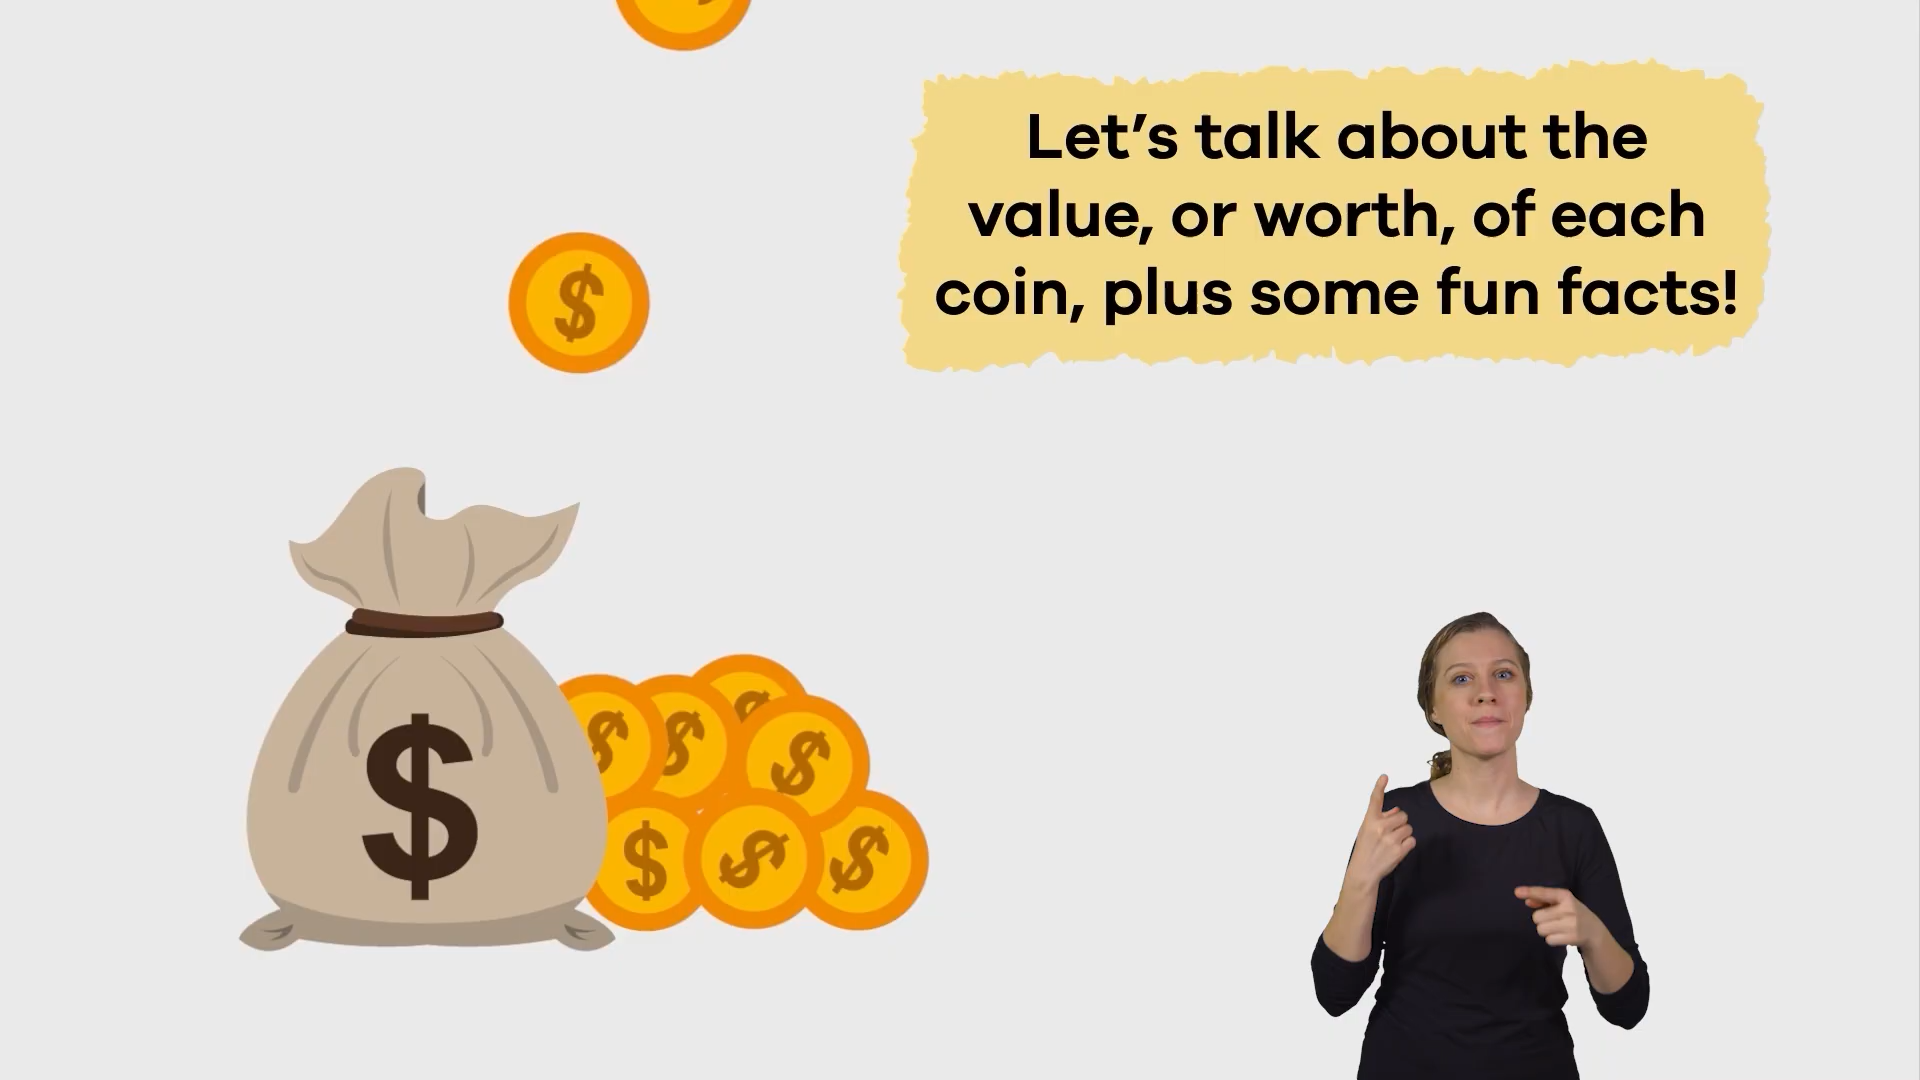 Let’s talk about the
value, or worth, of each
coin, plus some fun facts!
$
$
$
$
$
$
$
$